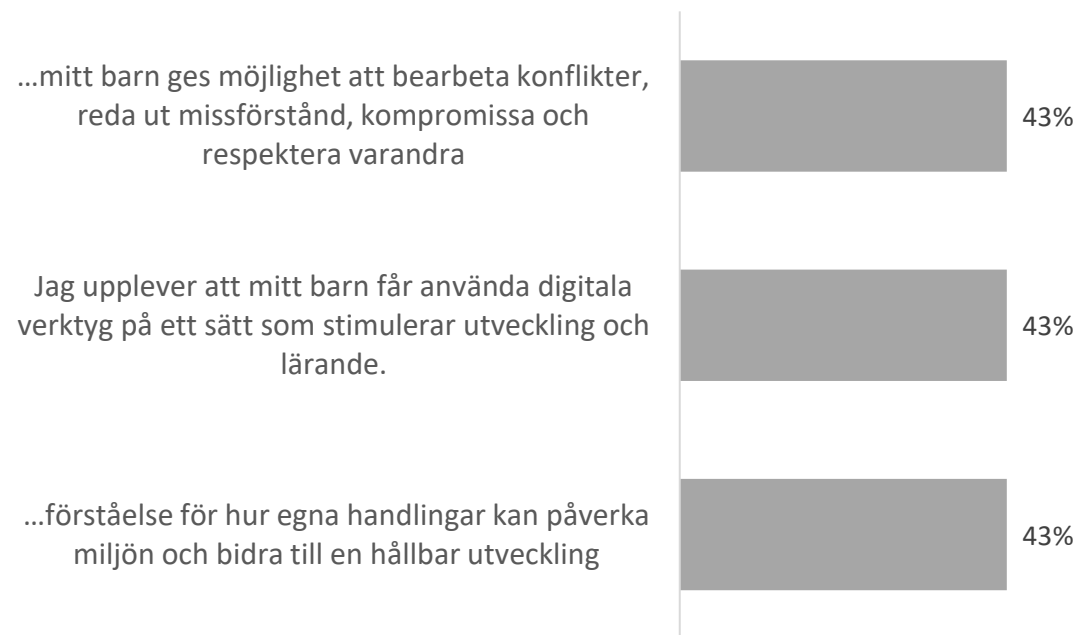 ...mitt barn ges möjlighet att bearbeta konflikter,
reda ut missförstånd, kompromissa och
respektera varandra
43%
Jag upplever att mitt barn får använda digitala
verktyg på ett sätt som stimulerar utveckling och
lärande.
43%
...förståelse för hur egna handlingar kan påverka
miljön och bidra till en hållbar utveckling
43%